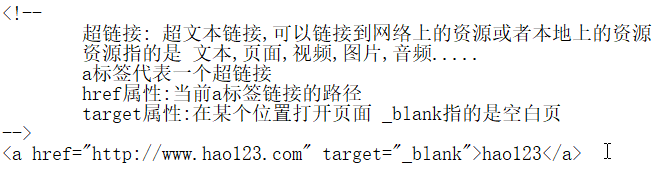 <!--
超链接: 超文本链接,可以链接到网络上的资源或者本地上的资源
资源指的是 文本,页面,视频,图片,音频.....
a标签代表一个超链接
href属性:当前a标签链接的路径
target属性:在某个位置打开页面 _blank指的是空白页
-->
<a href="http://www.hao123.com" target="_blank">hao123</a>